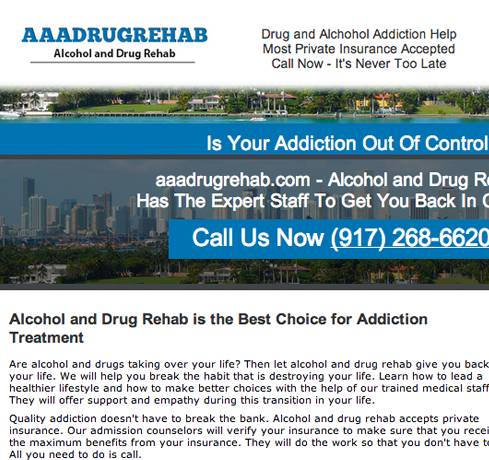 AAADRUGREHAB
Alcohol and Drug Rehab
Drug and Alchohol Addiction Help
Most Private Insurance Accepted
Call Now - It's Never Too Late
Is Your Addiction Out Of Control
aaadrugrehab.com - Alcohol and Drug Re
Has The Expert Staff To Get You Back In C
Call Us Now (917) 268-6620
Alcohol and Drug Rehab is the Best Choice for Addiction
Treatment
Are alcohol and drugs taking over your life? Then let alcohol and drug rehab give you back
your life. We will help you break the habit that is destroying your life. Learn how to lead a
healthier lifestyle and how to make better choices with the help of our trained medical staff
They will offer support and empathy during this transition in your life.
Quality addiction doesn't have to break the bank. Alcohol and drug rehab accepts private
insurance. Our admission counselors will verify your insurance to make sure that you recei
the maximum benefits from your insurance. They will do the work so that you don't have to
All you need to do is call.